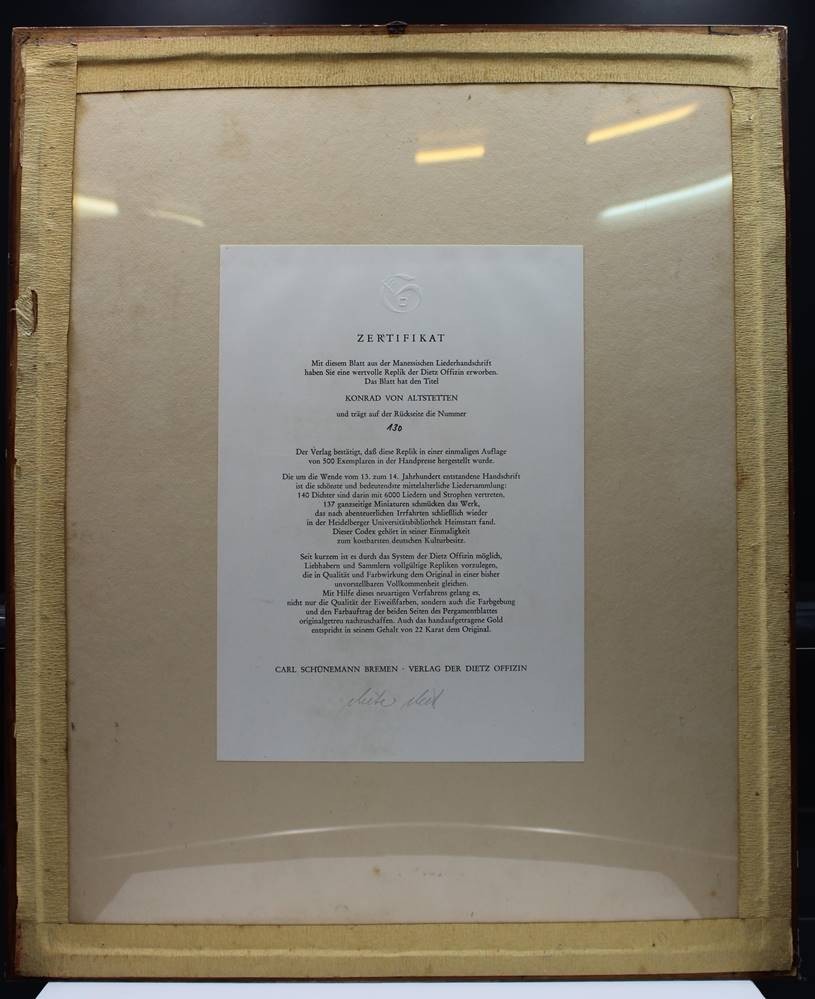 ZERTIFIKAT
Mit diesem Blatt aus der Manessischen Liederhandschrift
haben Sie eine wertvolle Replik der Dietz Offizin erworben.
Das Blatt hat den Titel
KONRAD VON ALTSTETTEN
und trägt auf der Rückseite die Nummer
130
Der Verlag bestätigt, daß diese Replik in einer einmaligen Auflage
von 500 Exemplaren in der Handpresse hergestellt wurde.
Die um die Wende vom 13. zum 14. Jahrhundert entstandene Handschrift
ist die schönste und bedeutendste mittelalterliche Liedersammlung:
140 Dichter sind darin mit 6000 Liedern und Strophen vertreten,
137 ganzseitige Miniaturen schmücken das Werk,
das nach abenteuerlichen Irrfahrten schließlich wieder
in der Heidelberger Universitätsbibliothek Heimstatt fand.
Dieser Codex gehört in seiner Einmaligkeit
zum kostbarsten deutschen Kulturbesitz.
Seit kurzem ist es durch das System der Dietz Offizin möglich,
Liebhabern und Sammlern vollgültige Repliken vorzulegen,
die in Qualität und Farbwirkung dem Original in einer bisher
unvorstellbaren Vollkommenheit gleichen.
Mit Hilfe dieses neuartigen Verfahrens gelang es,
nicht nur die Qualität der Eiweißfarben, sondern auch die Farbgebung
und den Farbauftrag der beiden Seiten des Pergamentblattes
originalgetreu nachzuschaffen. Auch das handaufgetragene Gold
entspricht in seinem Gehalt von 22 Karat dem Original.
CARL SCHÜNEMANN BREMEN · VERLAG DER DIETZ OFFIZIN